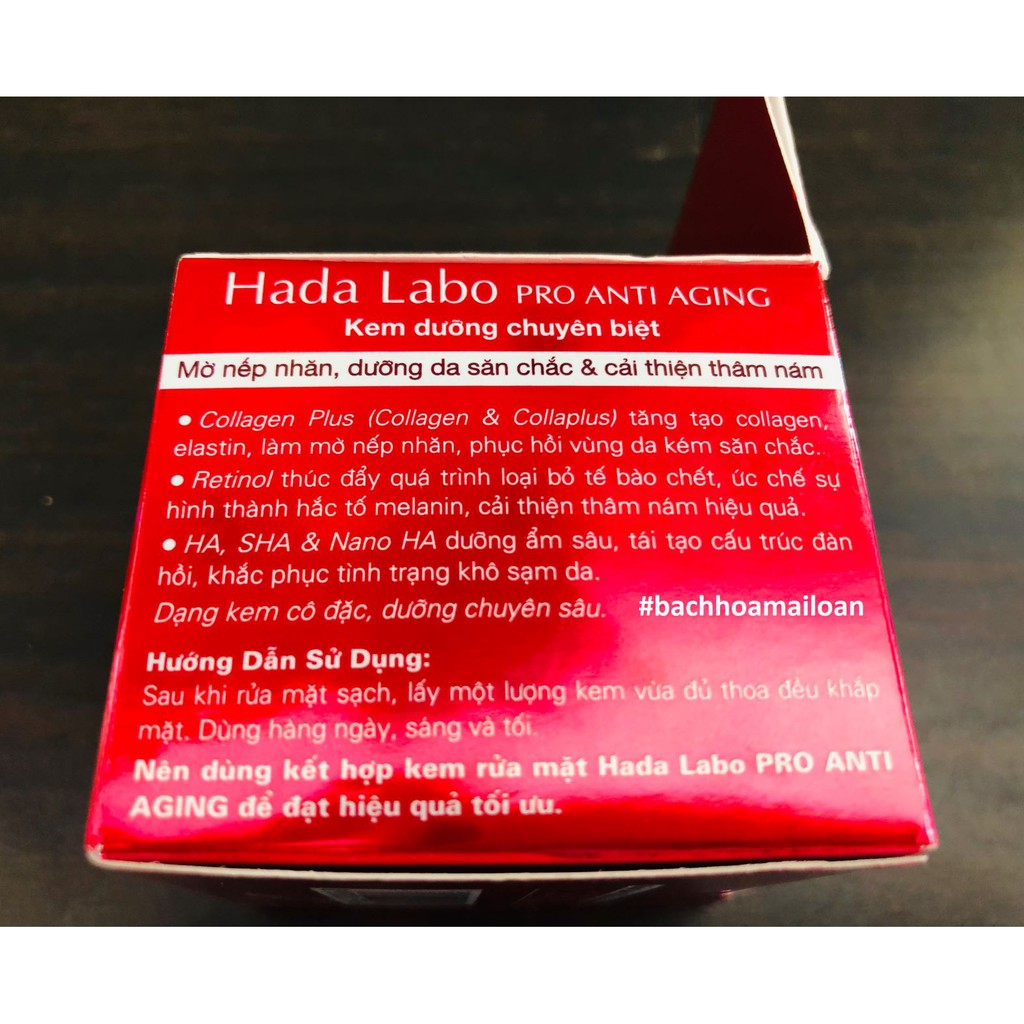 Hada Labo PRO ANTI AGING
Kem dưỡng chuyên biệt
Mờ nếp nhăn, dưỡng da săn chắc & cải thiện thâm nám
● Collagen Plus (Collagen & Collaplus) tăng tạo collagen,
elastin, làm mờ nếp nhăn, phục hồi vùng da kém săn chắc.
● Retinol thúc đẩy quá trình loại bỏ tế bào chết, ức chế sự
hình thành hắc tố melanin, cải thiện thâm nám hiệu quả.
● HA, SHA & Nano HA dưỡng ẩm sâu, tái tạo cấu trúc đàn
hồi, khắc phục tình trạng khô sạm da.
Dạng kem cô đặc, dưỡng chuyên sâu.
#bachhoamailoan
Hướng Dẫn Sử Dụng:
Sau khi rửa mặt sạch, lấy một lượng kem vừa đủ thoa đều khắp
mặt. Dùng hàng ngày, sáng và tối.
Nên dùng kết hợp kem rửa mặt Hada Labo PRO ANTI
AGING để đạt hiệu quả tối ưu.